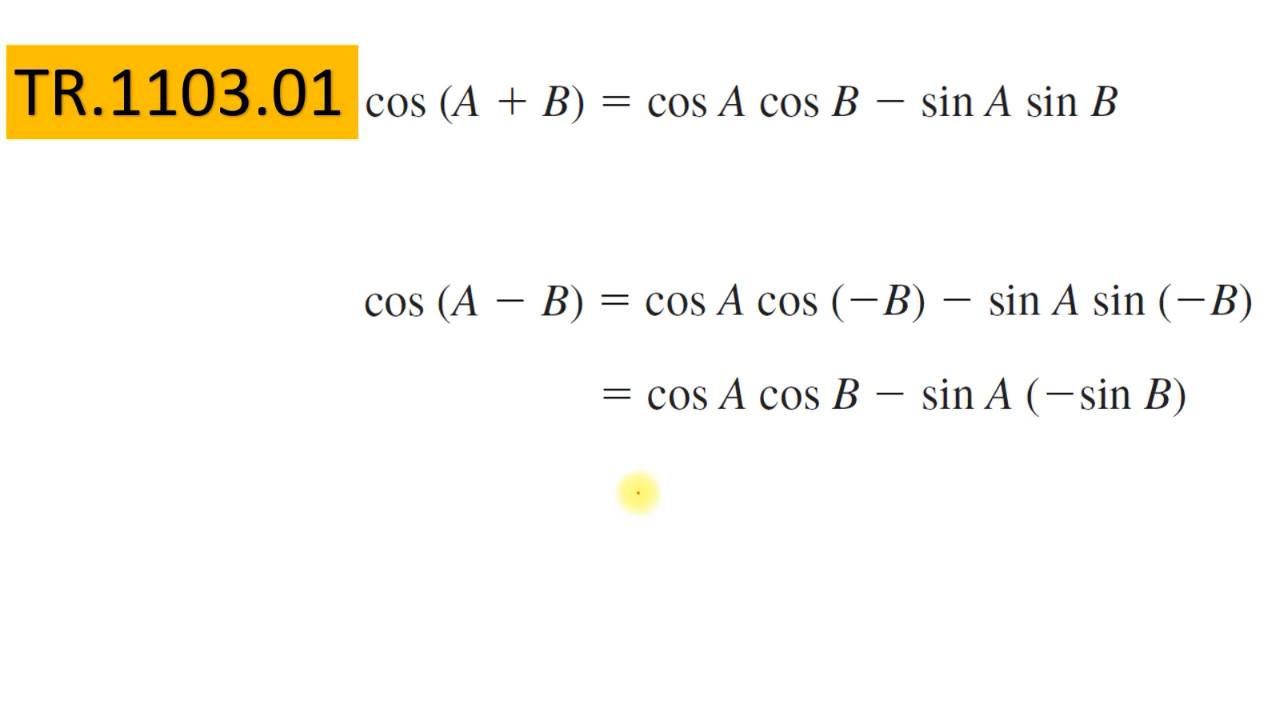 TR.1103.01
cos (A + B) = cos A cos B − sin A sin B
cos (A − B) = cos A cos (−B) − sin A sin (−B)
= cos A cos B − sin A (−sin B)